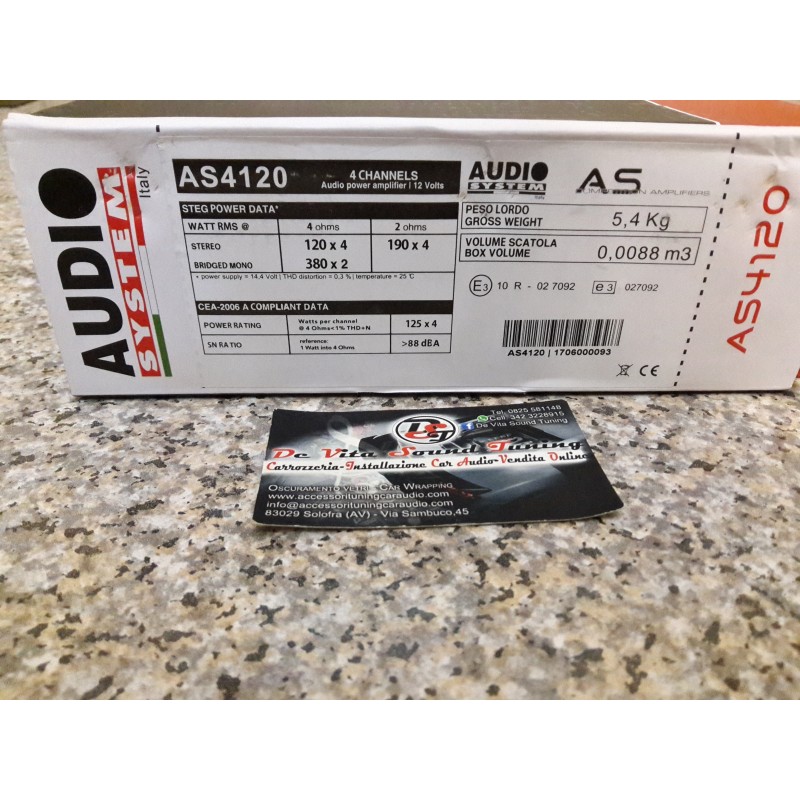 AUDIO
SYSTEM
Italy
AS4120
4 CHANNELS
Audio power amplifier | 12 Volts
STEG POWER DATA*
WATT RMS @ 4 ohms 2 ohms
STEREO 120 x 4 190 x 4
BRIDGED MONO 380 x 2
* power supply = 14,4 Volt | THD distortion = 0.3 % | temperature = 25°C
CEA-2006 A COMPLIANT DATA
POWER RATING Watts per channel @ 4 Ohms<1% THD+N 125 x 4
SN RATIO reference: 1 Watt into 4 Ohms >88 dBA
AUDIO
SYSTEM
AS
COMPETITION AMPLIFIERS
PESO LORDO
GROSS WEIGHT 5,4 Kg
VOLUME SCATOLA
BOX VOLUME 0,0088 m3
E3 10 R - 02 7092 e3 027092
AS4120 | 1706000093
CE
AS4120
Tel. 0825 581148
Cell. 342 3228915
De Vita Sound Tuning
De Vita Sound Tuning
Carrozzeria-Installazione Car Audio-Vendita Online
Oscuramento vetri - Car Wrapping
www.accessorituningcaraudio.com
info@accessorituningcaraudio.com
83029 Solofra (AV) - Via Sambuco,45